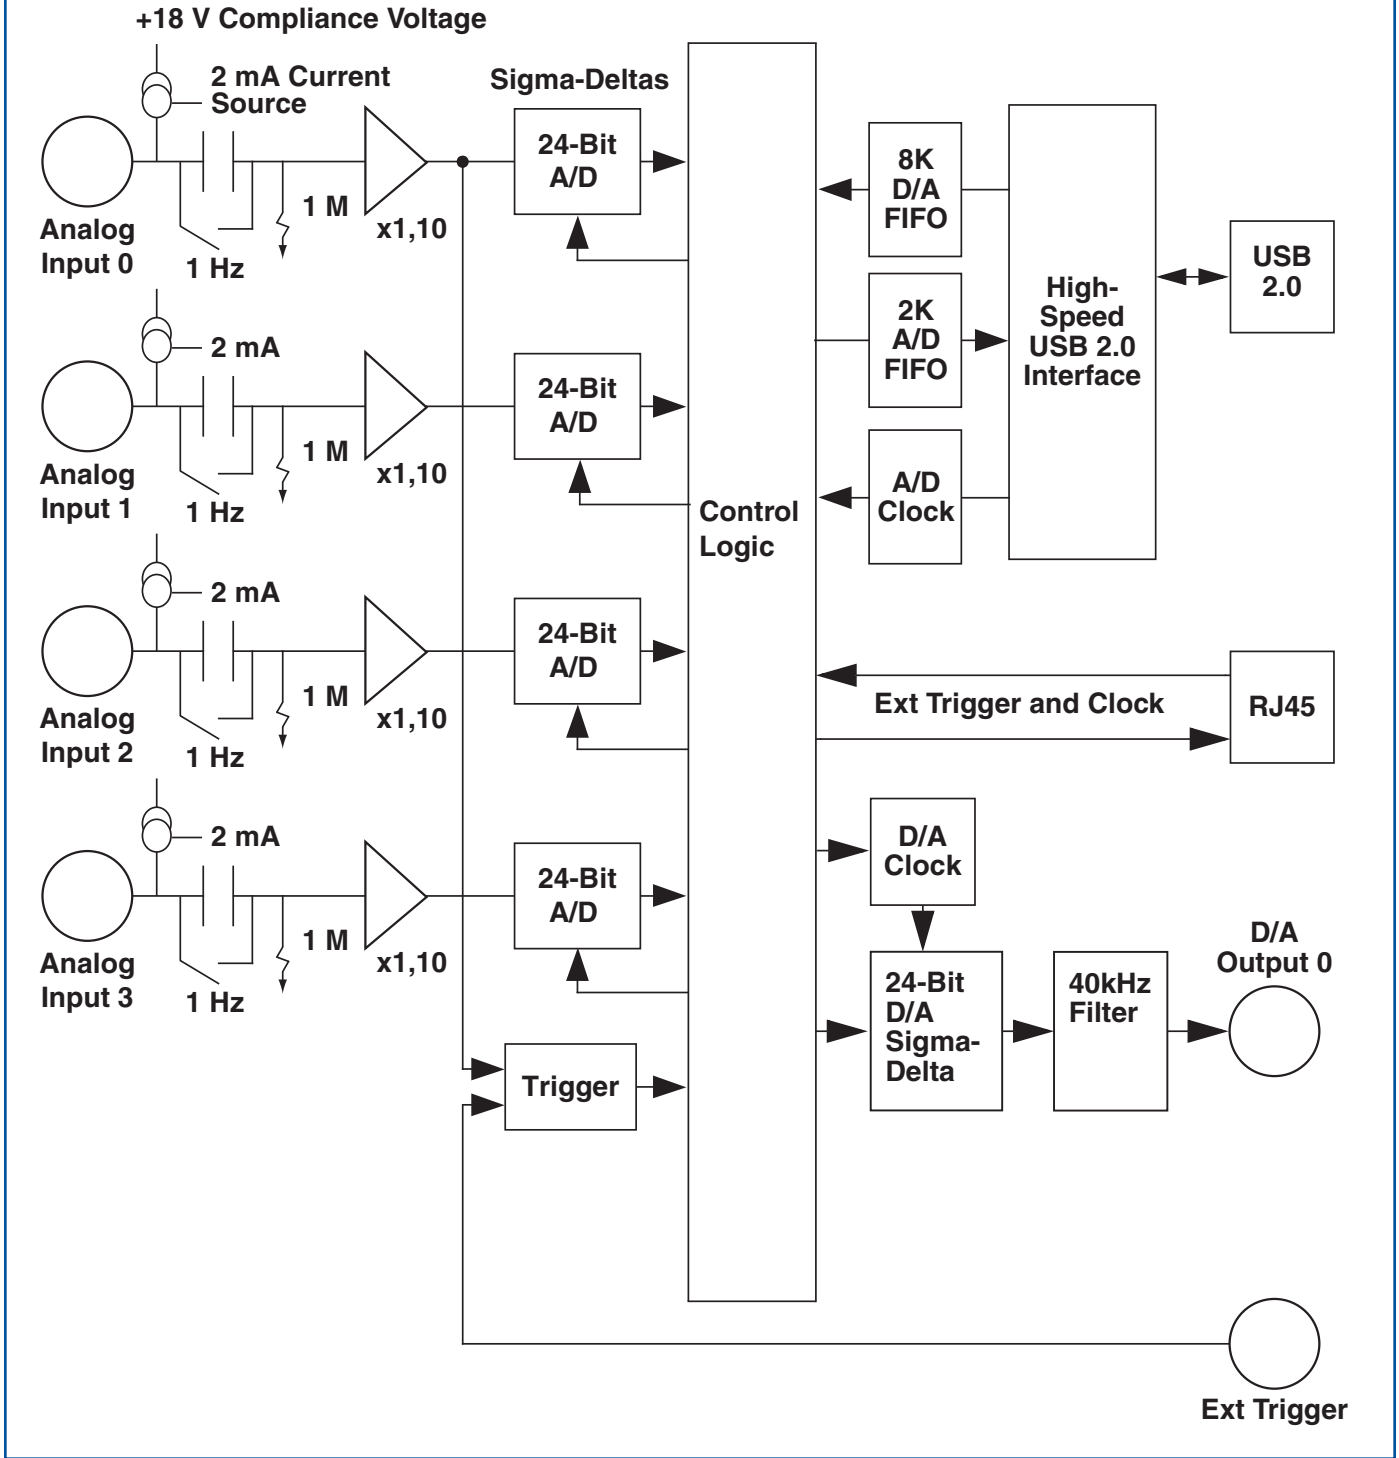 +18 V Compliance Voltage
2 mA Current
Source
Sigma-Deltas
24-Bit
A/D
1 M
x1,10
Analog
Input 0
1 Hz
2 mA
24-Bit
A/D
1 M
x1,10
Analog
Input 1
1 Hz
2 mA
24-Bit
A/D
1 M
x1,10
Analog
Input 2
1 Hz
2 mA
24-Bit
A/D
1 M
x1,10
Analog
Input 3
1 Hz
Trigger
Control
Logic
8K
D/A
FIFO
2K
A/D
FIFO
A/D
Clock
High-
Speed
USB 2.0
Interface
USB
2.0
Ext Trigger and Clock
RJ45
D/A
Clock
24-Bit
D/A
Sigma-
Delta
40kHz
Filter
D/A
Output 0
Ext Trigger